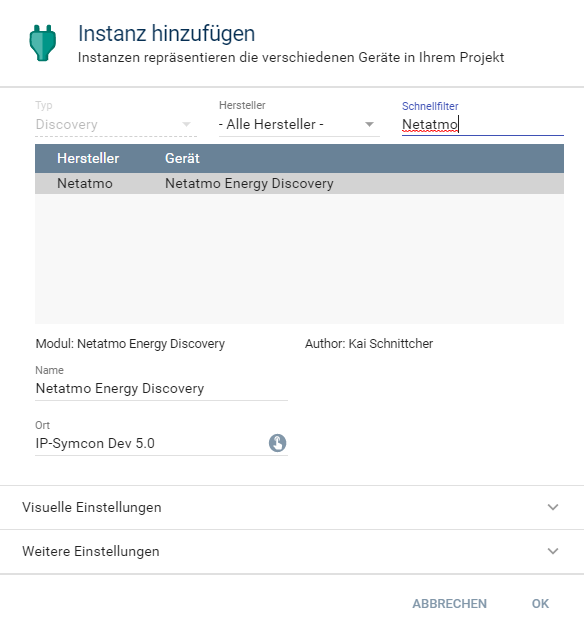 Instanz hinzufügen
Instanzen repräsentieren die verschiedenen Geräte in Ihrem Projekt
Typ Hersteller Schnellfilter
Discovery - Alle Hersteller - Netatmo
Hersteller Gerät
Netatmo Netatmo Energy Discovery
Modul: Netatmo Energy Discovery Author: Kai Schnittcher
Name
Netatmo Energy Discovery
Ort
IP-Symcon Dev 5.0
Visuelle Einstellungen
Weitere Einstellungen
ABBRECHEN OK